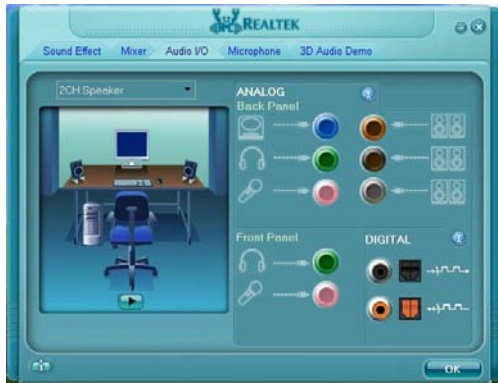 REALTEK
Sound Effect Mixer Audio I/O Microphone 3D Audio Demo
2CH Speaker
ANALOG
Back Panel
Front Panel
DIGITAL
OK